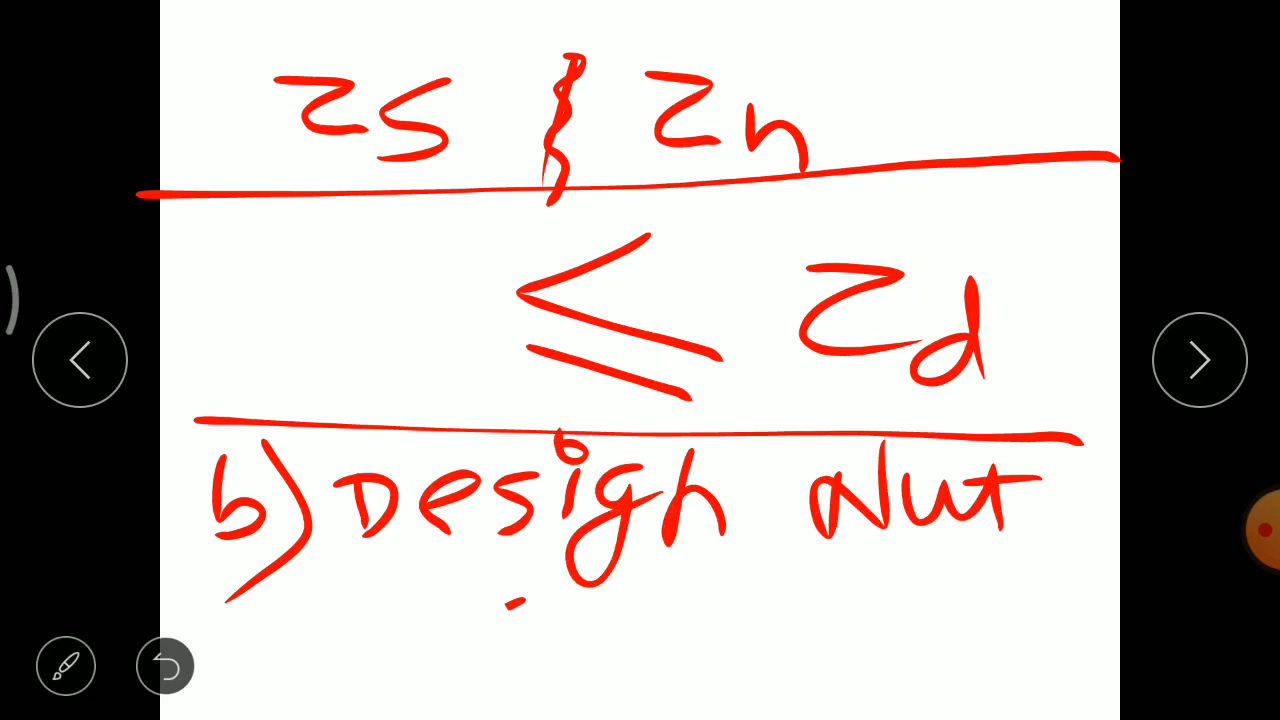 τs } τn
≤ τd
b) Design Nut